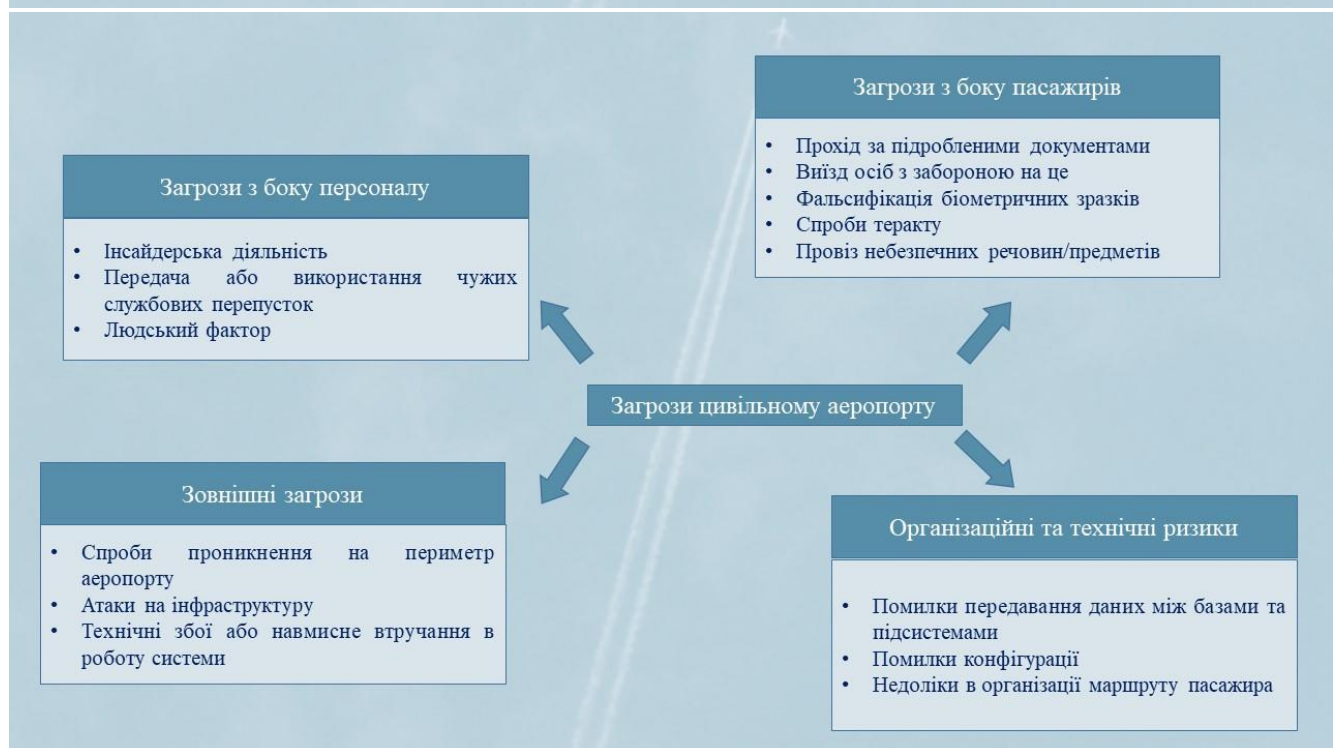 Загрози з боку персоналу
• Інсайдерська діяльність
• Передача або використання чужих
службових перепусток
• Людський фактор
Загрози з боку пасажирів
• Прохід за підробленими документами
• Виїзд осіб з забороною на це
• Фальсифікація біометричних зразків
• Спроби теракту
• Провіз небезпечних речовин/предметів
Загрози цивільному аеропорту
Зовнішні загрози
• Спроби проникнення на периметр
аеропорту
• Атаки на інфраструктуру
• Технічні збої або навмисне втручання в
роботу системи
Організаційні та технічні ризики
• Помилки передавання даних між базами та
підсистемами
• Помилки конфігурації
• Недоліки в організації маршруту пасажира